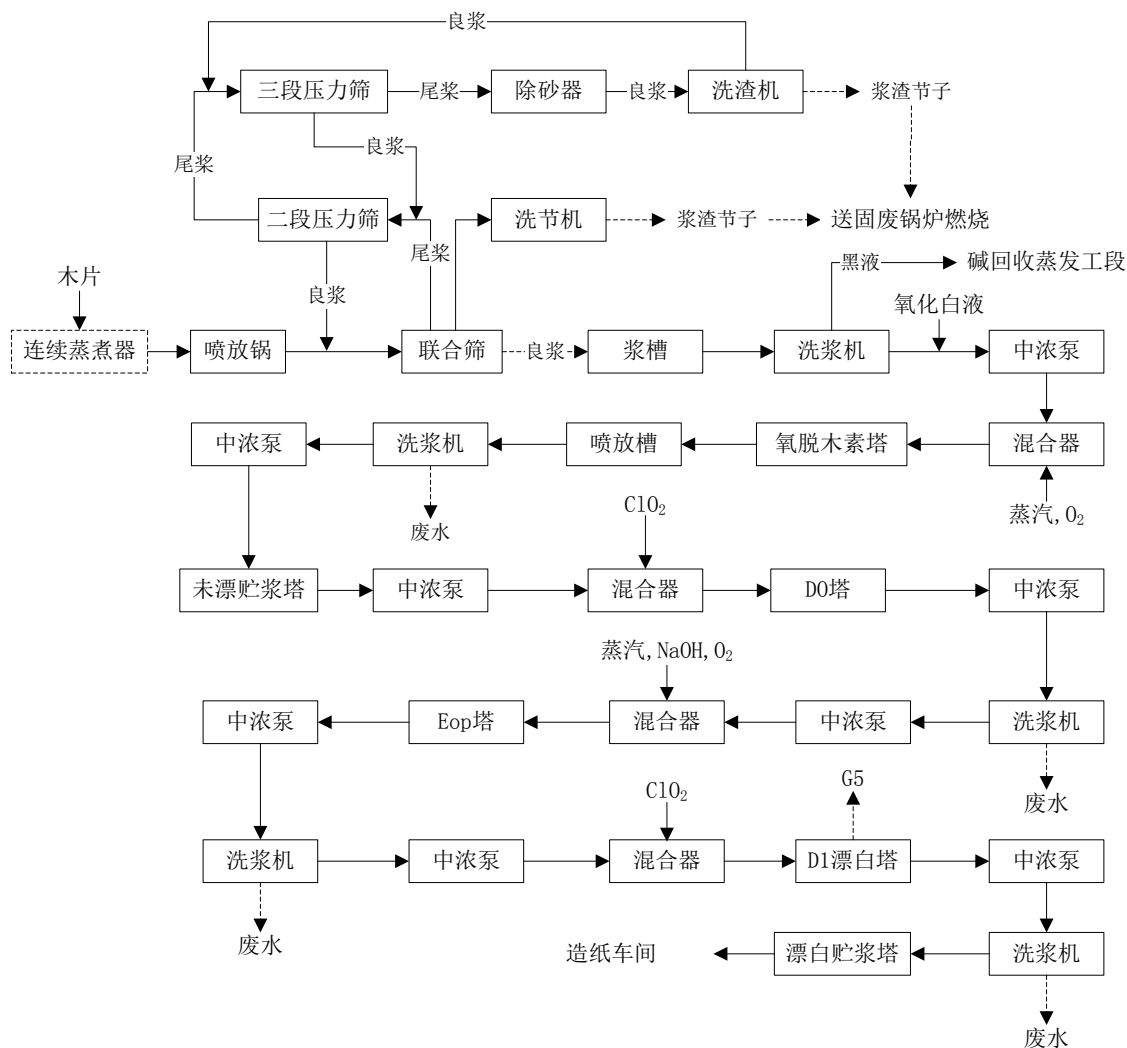 良浆
三段压力筛
尾桨
除砂器
良浆
洗渣机
浆渣节子
良浆
尾桨
二段压力筛
尾桨
洗节机
浆渣节子
送固废锅炉燃烧
木片
良浆
黑液
碱回收蒸发工段
氧化白液
连续蒸煮器
喷放锅
联合筛
良浆
浆槽
洗浆机
中浓泵
中浓泵
洗浆机
喷放槽
氧脱木素塔
混合器
废水
ClO₂
蒸汽,O₂
未漂贮浆塔
中浓泵
混合器
D0塔
中浓泵
蒸汽,NaOH,O₂
中浓泵
Eop塔
混合器
中浓泵
洗浆机
ClO₂
G5
废水
洗浆机
中浓泵
混合器
D1漂白塔
中浓泵
废水
造纸车间
漂白贮浆塔
洗浆机
废水